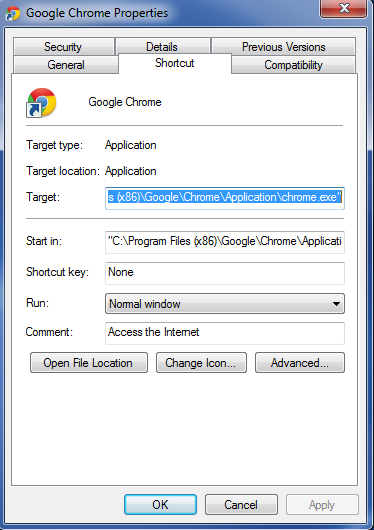 Google Chrome Properties
Security Details Previous Versions
General Shortcut Compatibility
Google Chrome
Target type: Application
Target location: Application
Target: s (x86)\Google\Chrome\Application\chrome.exe"
Start in: "C:\Program Files (x86)\Google\Chrome\Applicati
Shortcut key: None
Run: Normal window
Comment: Access the Internet
Open File Location Change Icon... Advanced...
OK Cancel Apply